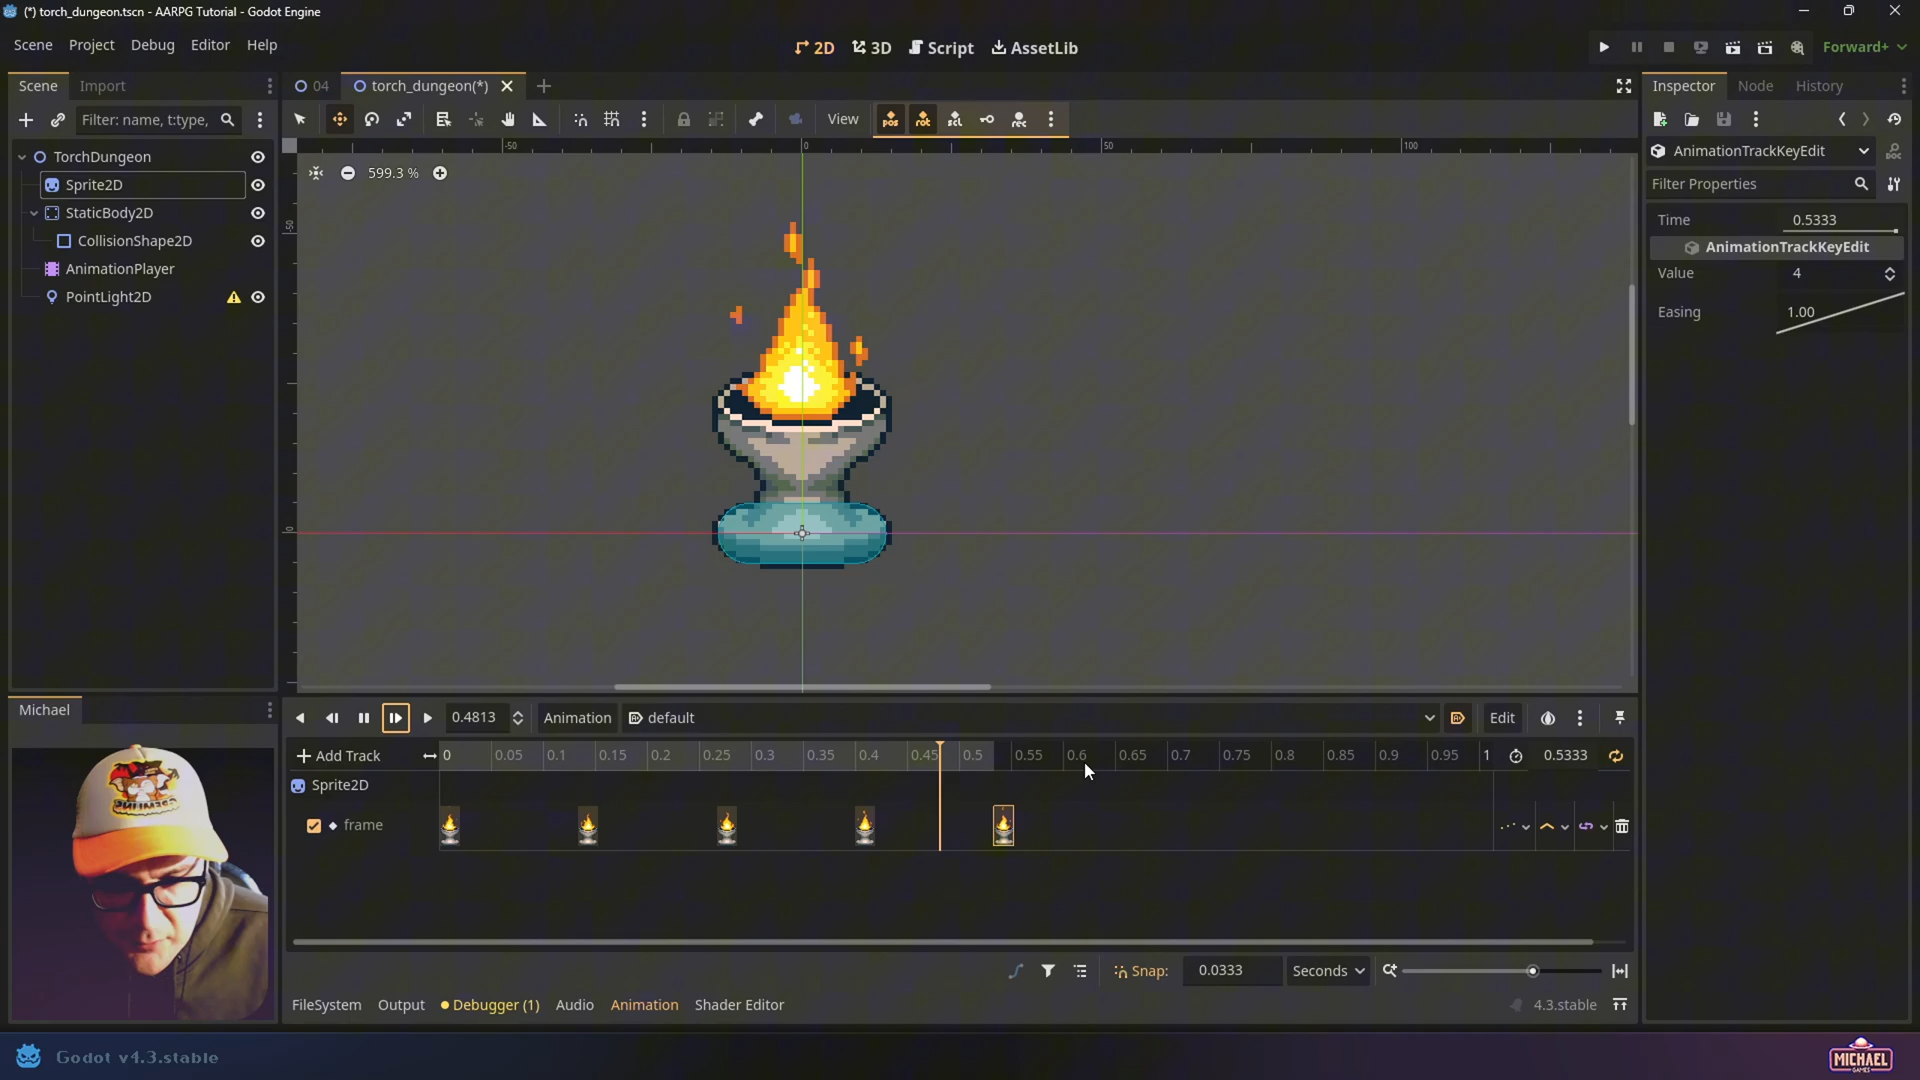 (*) torch_dungeon.tscn - AARPG Tutorial - Godot Engine
Scene Project Debug Editor Help
2D 3D Script AssetLib
Forward+
Scene Import
04 torch_dungeon(*)
Inspector Node History
Filter: name, t:type,
View
TorchDungeon
Sprite2D
StaticBody2D
CollisionShape2D
AnimationPlayer
PointLight2D
-50 0 50 100
-50
0
599.3 %
AnimationTrackKeyEdit
Filter Properties
Time 0.5333
AnimationTrackKeyEdit
Value 4
Easing 1.00
Michael
0.4813 Animation default Edit
Add Track 0 0.05 0.1 0.15 0.2 0.25 0.3 0.35 0.4 0.45 0.5 0.55 0.6 0.65 0.7 0.75 0.8 0.85 0.9 0.95 1 0.5333
Sprite2D
frame
GREMLINS
Snap: 0.0333 Seconds
FileSystem Output Debugger (1) Audio Animation Shader Editor 4.3.stable
Godot v4.3.stable
MICHAEL
GAMES